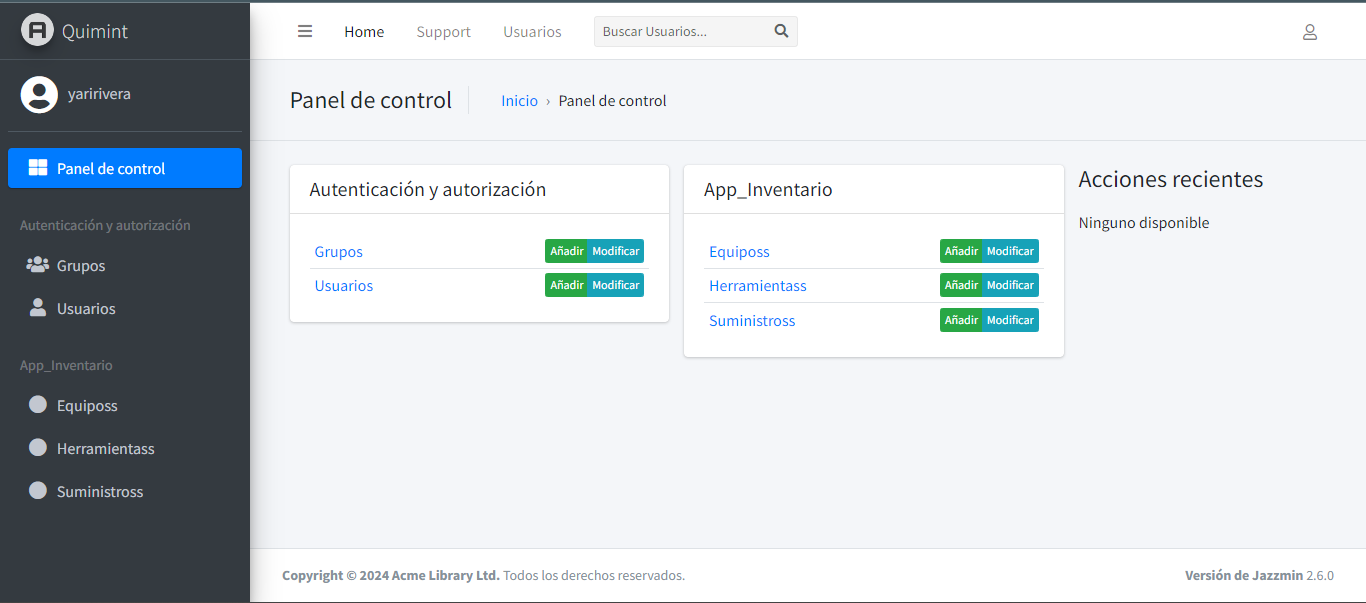 Quimint
Home Support Usuarios Buscar Usuarios...
yaririvera
Panel de control
Inicio › Panel de control
Panel de control
Autenticación y autorización
Grupos
Usuarios
App_Inventario
Equiposs
Herramientass
Suministross
Autenticación y autorización
Grupos Añadir Modificar
Usuarios Añadir Modificar
App_Inventario
Equiposs Añadir Modificar
Herramientass Añadir Modificar
Suministross Añadir Modificar
Acciones recientes
Ninguno disponible
Copyright © 2024 Acme Library Ltd. Todos los derechos reservados.
Versión de Jazzmin 2.6.0